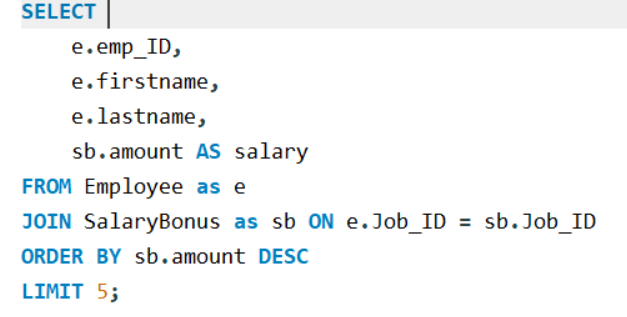 SELECT
e.emp_ID,
e.firstname,
e.lastname,
sb.amount AS salary
FROM Employee as e
JOIN SalaryBonus as sb ON e.Job_ID = sb.Job_ID
ORDER BY sb.amount DESC
LIMIT 5;